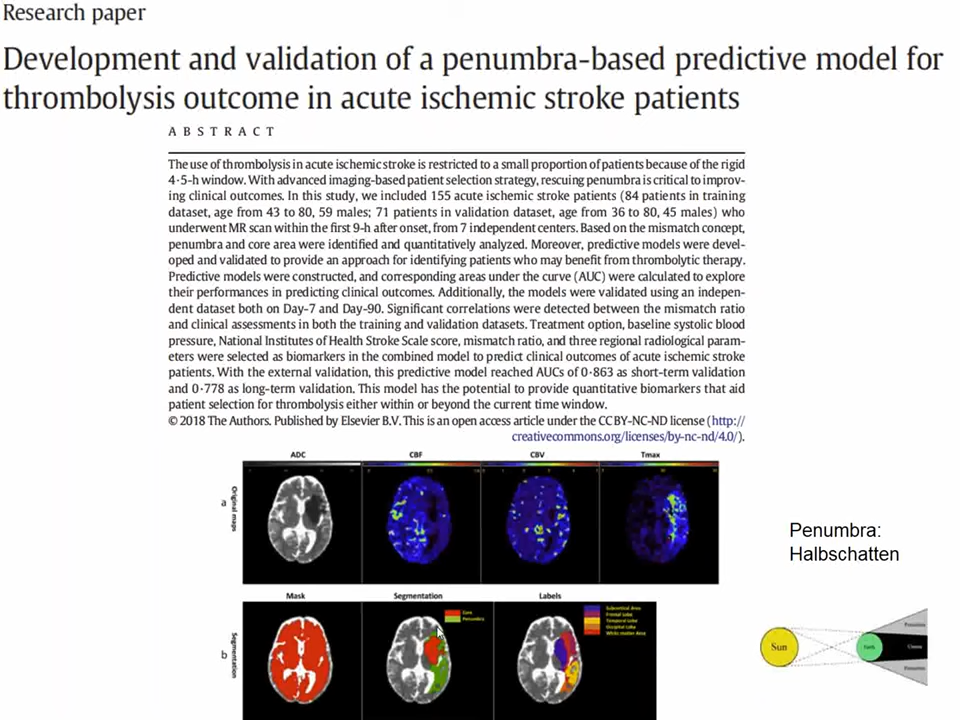 Research paper
Development and validation of a penumbra-based predictive model for
thrombolysis outcome in acute ischemic stroke patients
ABSTRACT
The use of thrombolysis in acute ischemic stroke is restricted to a small proportion of patients because of the rigid
4·5-h window. With advanced imaging-based patient selection strategy, rescuing penumbra is critical to improv-
ing clinical outcomes. In this study, we included 155 acute ischemic stroke patients (84 patients in training
dataset, age from 43 to 80, 59 males; 71 patients in validation dataset, age from 36 to 80, 45 males) who
underwent MR scan within the first 9-h after onset, from 7 independent centers. Based on the mismatch concept,
penumbra and core area were identified and quantitatively analyzed. Moreover, predictive models were devel-
oped and validated to provide an approach for identifying patients who may benefit from thrombolytic therapy.
Predictive models were constructed, and corresponding areas under the curve (AUC) were calculated to explore
their performances in predicting clinical outcomes. Additionally, the models were validated using an indepen-
dent dataset both on Day-7 and Day-90. Significant correlations were detected between the mismatch ratio
and clinical assessments in both the training and validation datasets. Treatment option, baseline systolic blood
pressure, National Institutes of Health Stroke Scale score, mismatch ratio, and three regional radiological param-
eters were selected as biomarkers in the combined model to predict clinical outcomes of acute ischemic stroke
patients. With the external validation, this predictive model reached AUCs of 0·863 as short-term validation
and 0·778 as long-term validation. This model has the potential to provide quantitative biomarkers that aid
patient selection for thrombolysis either within or beyond the current time window.
© 2018 The Authors. Published by Elsevier B.V. This is an open access article under the CC BY-NC-ND license (http://
creativecommons.org/licenses/by-nc-nd/4.0/).
ADC CBF CBV Tmax
a
Original maps
Penumbra:
Halbschatten
Mask Segmentation Labels
b
Segmentation
Core
Penumbra
Subcortical Area
Frontal Lobe
Temporal Lobe
Occipital Lobe
White matter Area
Sun
Earth
Penumbra
Umbra
Penumbra